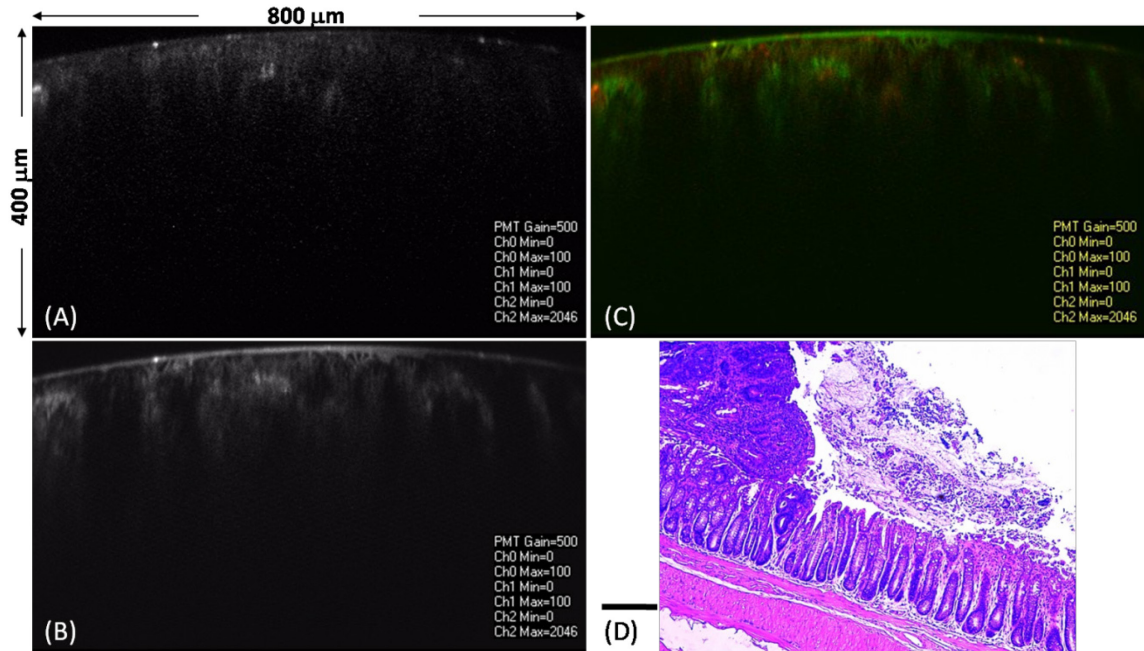 800 µm
400 µm
PMT Gain=500
Ch0 Min=0
Ch0 Max=100
Ch1 Min=0
Ch1 Max=100
Ch2 Min=0
Ch2 Max=2046
(A)
PMT Gain=500
Ch0 Min=0
Ch0 Max=100
Ch1 Min=0
Ch1 Max=100
Ch2 Min=0
Ch2 Max=2046
(C)
PMT Gain=500
Ch0 Min=0
Ch0 Max=100
Ch1 Min=0
Ch1 Max=100
Ch2 Min=0
Ch2 Max=2046
(B)
(D)